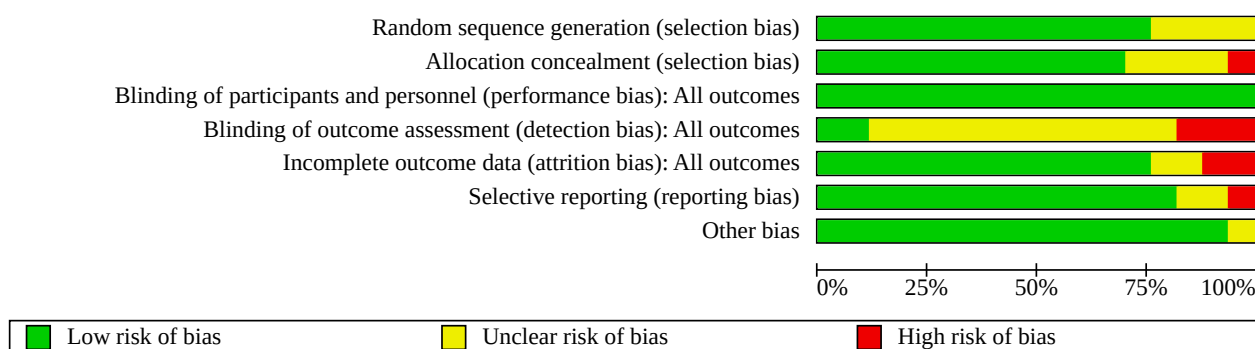 Random sequence generation (selection bias)
Allocation concealment (selection bias)
Blinding of participants and personnel (performance bias): All outcomes
Blinding of outcome assessment (detection bias): All outcomes
Incomplete outcome data (attrition bias): All outcomes
Selective reporting (reporting bias)
Other bias
0% 25% 50% 75% 100%
Low risk of bias Unclear risk of bias High risk of bias